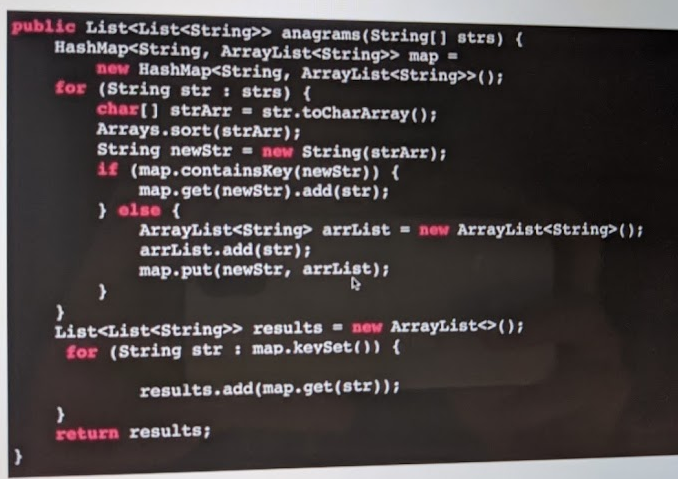 public List<List<String>> anagrams(String[] strs) {
    HashMap<String, ArrayList<String>> map =
        new HashMap<String, ArrayList<String>>();
    for (String str : strs) {
        char[] strArr = str.toCharArray();
        Arrays.sort(strArr);
        String newStr = new String(strArr);
        if (map.containsKey(newStr)) {
            map.get(newStr).add(str);
        } else {
            ArrayList<String> arrList = new ArrayList<String>();
            arrList.add(str);
            map.put(newStr, arrList);
        }
    }
    List<List<String>> results = new ArrayList<>();
     for (String str : map.keySet()) {
            results.add(map.get(str));
    }
    return results;
}